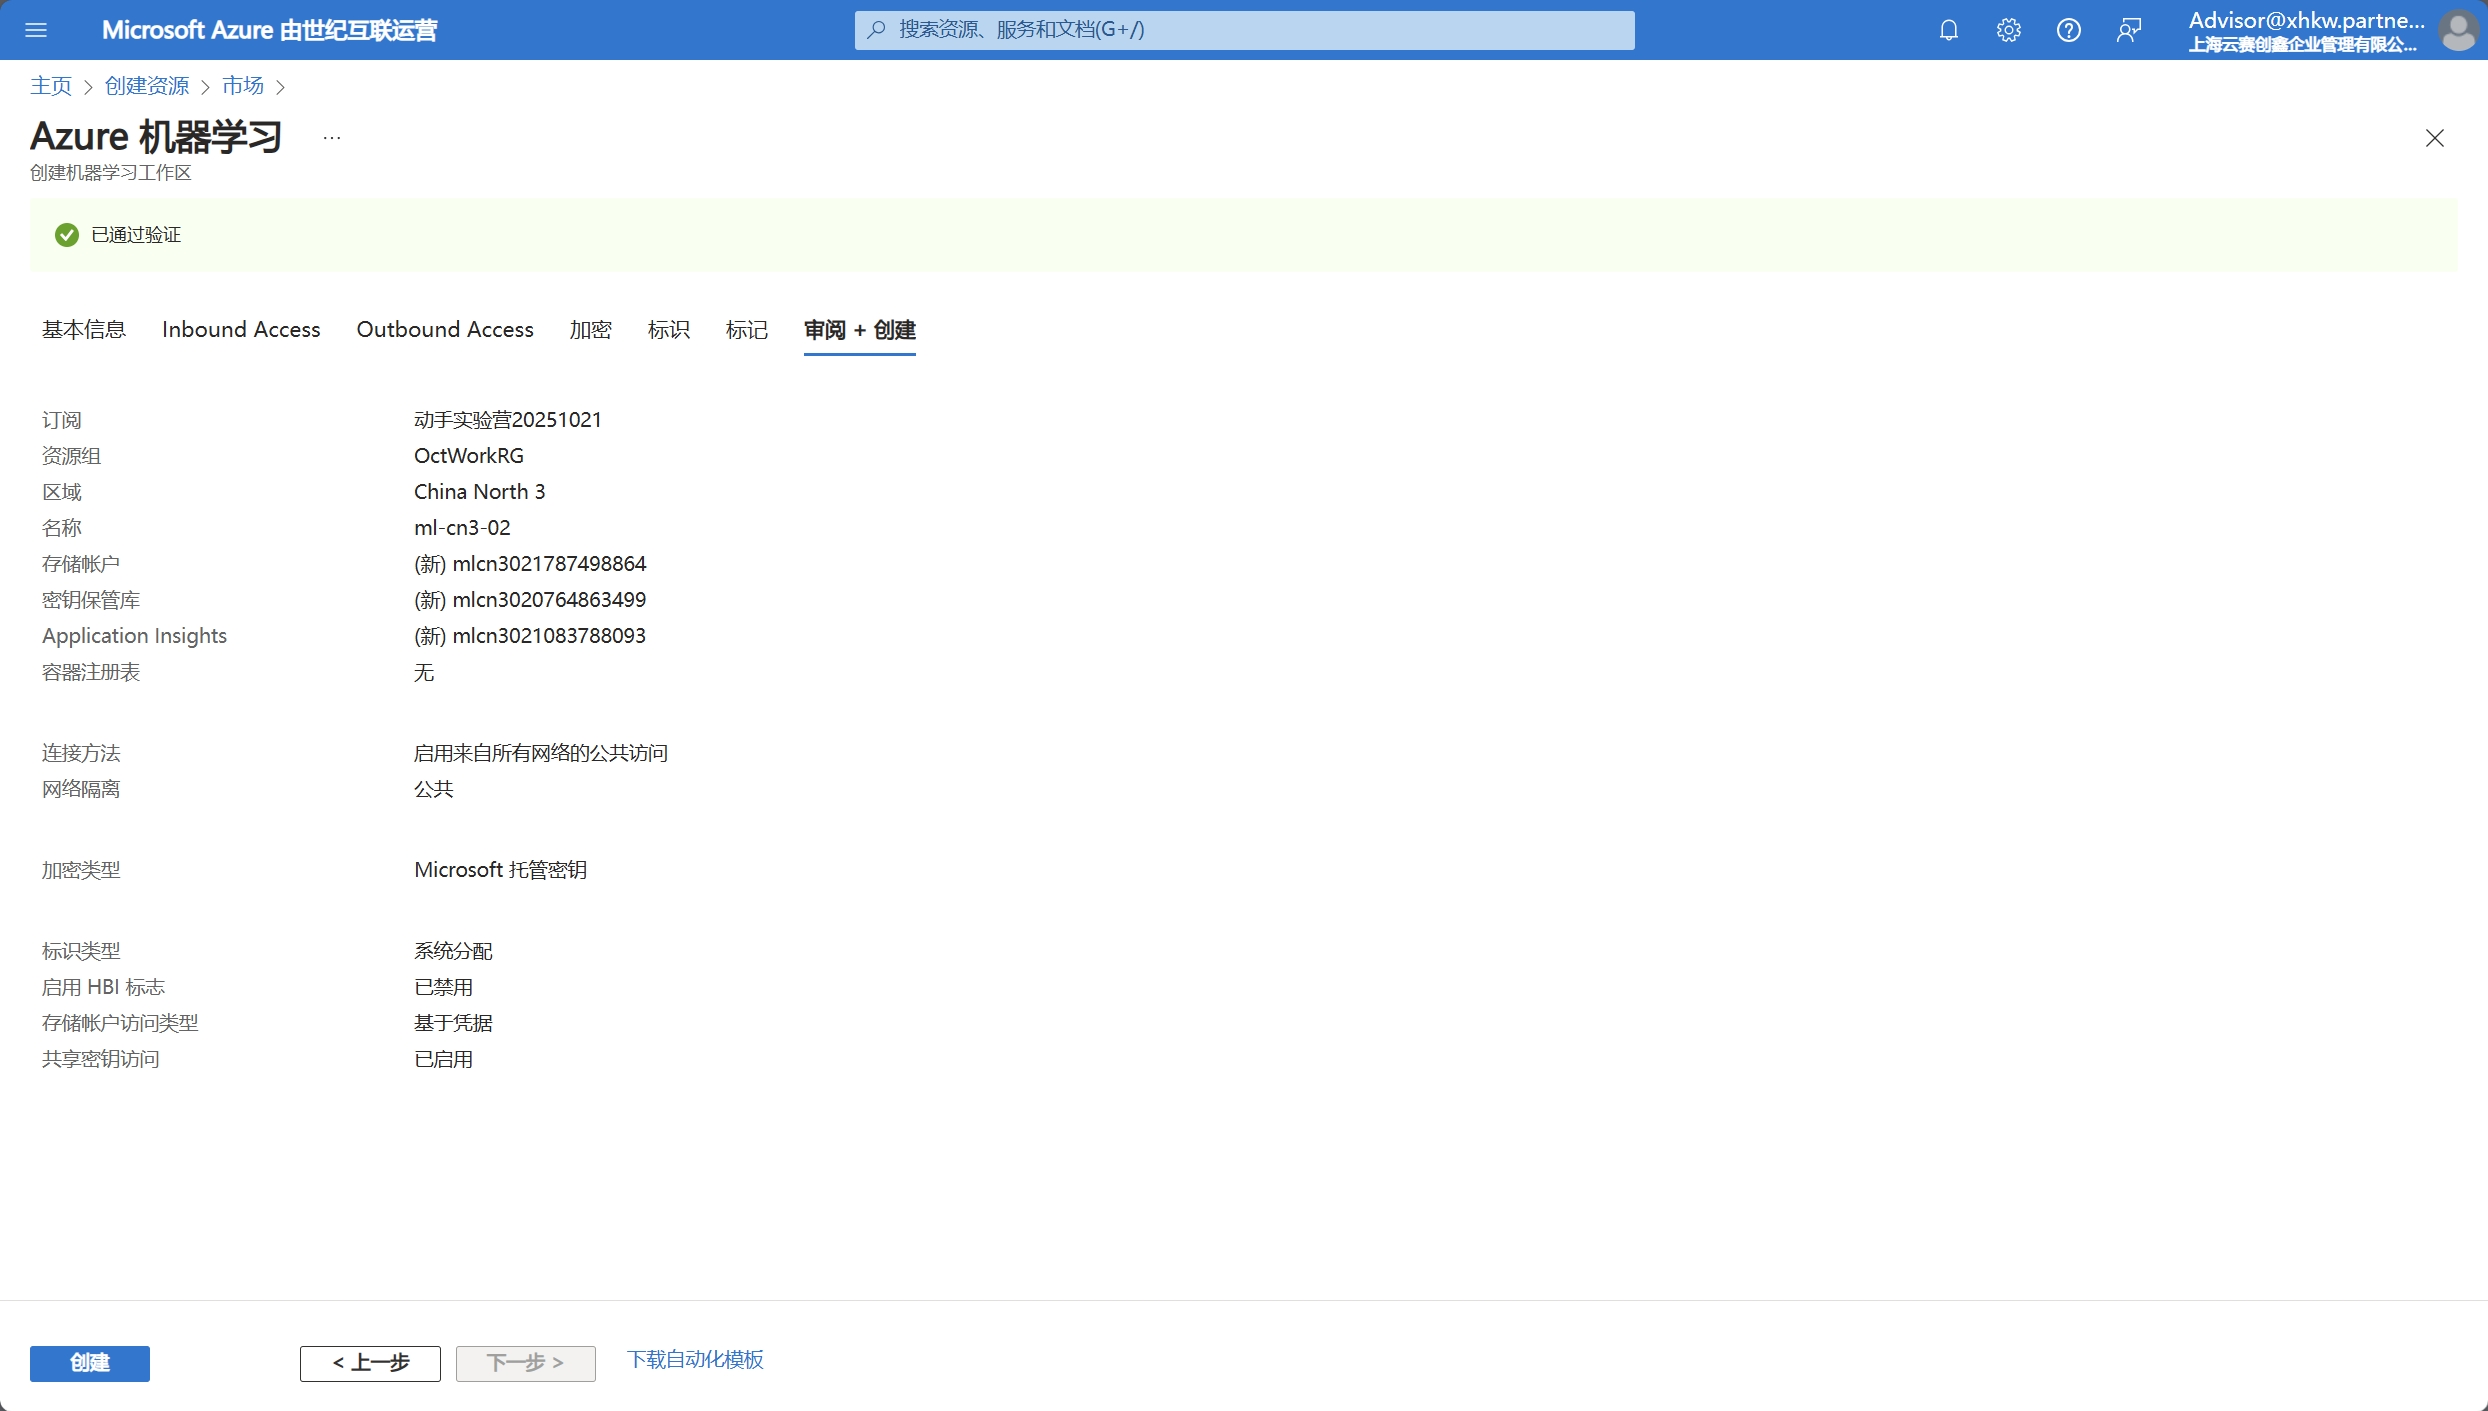 Microsoft Azure 由世纪互联运营
搜索资源、服务和文档(G+/)
Advisor@xhkw.partne...
上海云赛创鑫企业管理有限公...
主页 > 创建资源 > 市场 >
Azure 机器学习 ...
创建机器学习工作区
已通过验证
基本信息 Inbound Access Outbound Access 加密 标识 标记 审阅 + 创建
订阅 动手实验营20251021
资源组 OctWorkRG
区域 China North 3
名称 ml-cn3-02
存储帐户 (新) mlcn3021787498864
密钥保管库 (新) mlcn3020764863499
Application Insights (新) mlcn3021083788093
容器注册表 无
连接方法 启用来自所有网络的公共访问
网络隔离 公共
加密类型 Microsoft 托管密钥
标识类型 系统分配
启用 HBI 标志 已禁用
存储帐户访问类型 基于凭据
共享密钥访问 已启用
创建 < 上一步 下一步 > 下载自动化模板